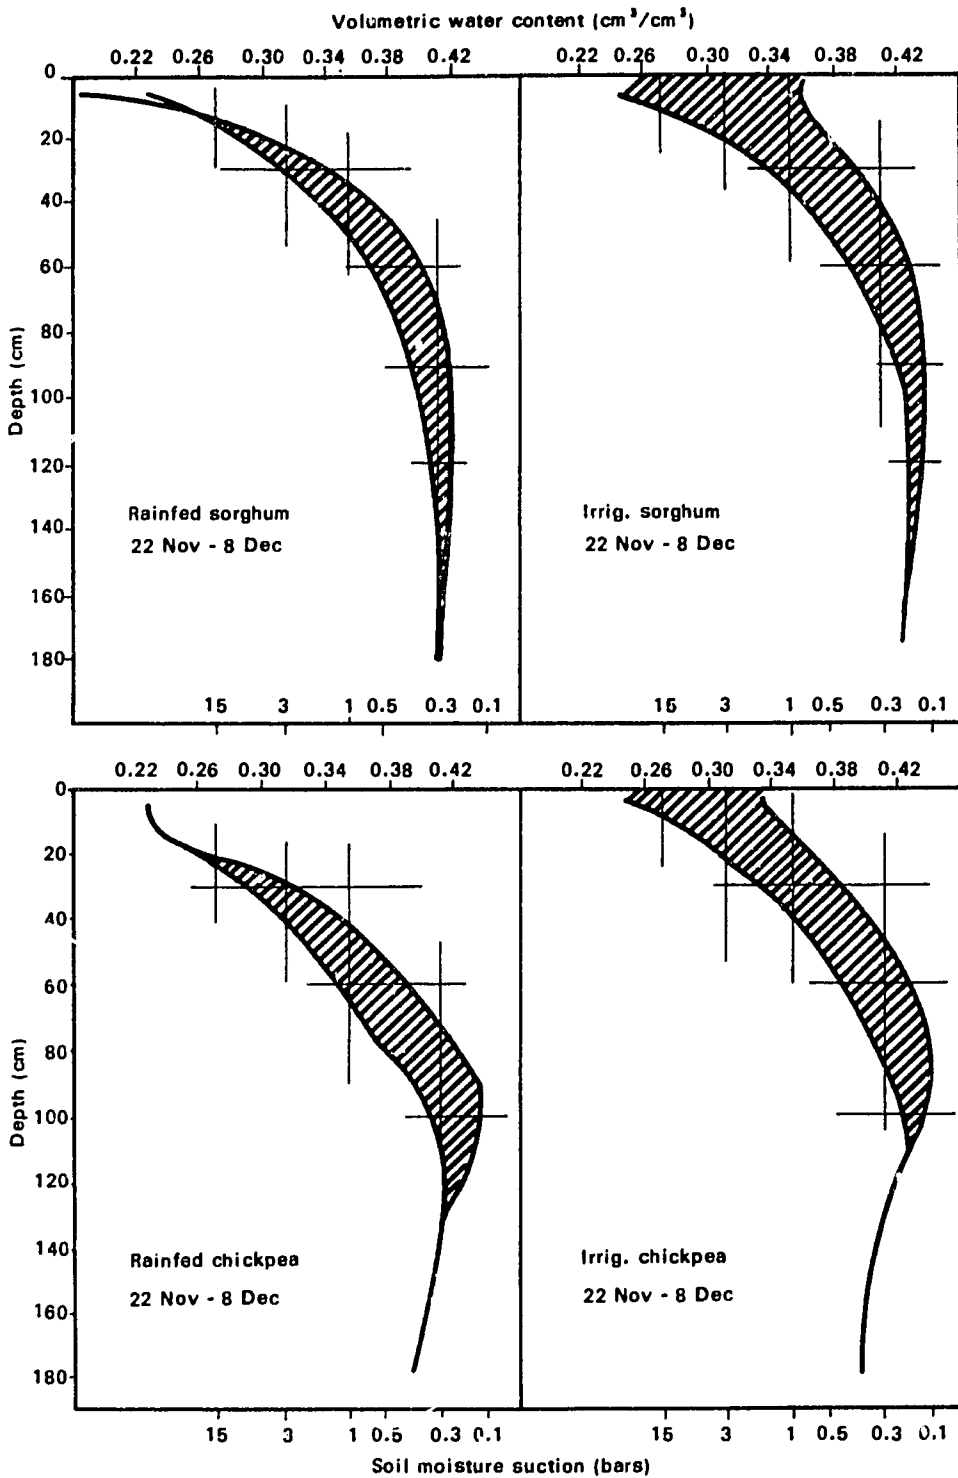 Volumetric water content (cm³/cm³)
0.22 0.26 0.30 0.34 0.38 0.42 0.22 0.26 0.30 0.34 0.38 0.42
0
20
40
60
80
100
120
140
160
180
Depth (cm)
Rainfed sorghum
22 Nov - 8 Dec
Irrig. sorghum
22 Nov - 8 Dec
15 3 1 0.5 0.3 0.1 15 3 1 0.5 0.3 0.1
0.22 0.26 0.30 0.34 0.38 0.42 0.22 0.26 0.30 0.34 0.38 0.42
0
20
40
60
80
100
120
140
160
180
Depth (cm)
Rainfed chickpea
22 Nov - 8 Dec
Irrig. chickpea
22 Nov - 8 Dec
15 3 1 0.5 0.3 0.1 15 3 1 0.5 0.3 0.1
Soil moisture suction (bars)